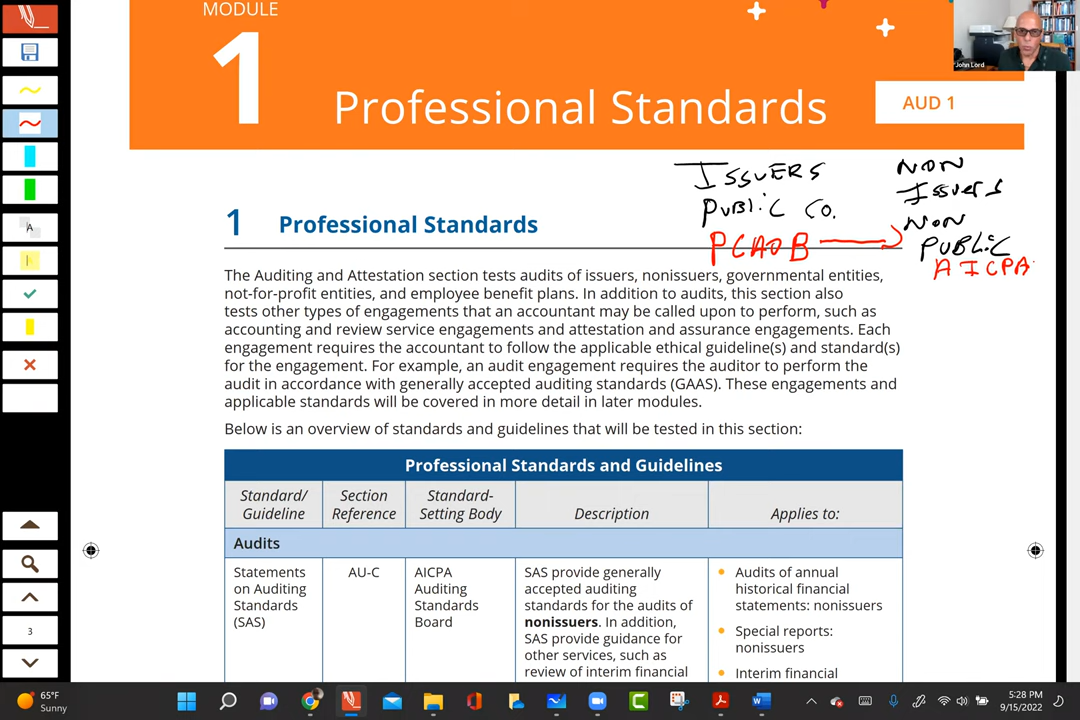 MODULE
1
Professional Standards
AUD 1
John Lord
ISSUERS
PUBLIC CO.
PCAOB
NON
ISSUERS
NON
PUBLIC
AICPA
1 Professional Standards
The Auditing and Attestation section tests audits of issuers, nonissuers, governmental entities,
not-for-profit entities, and employee benefit plans. In addition to audits, this section also
tests other types of engagements that an accountant may be called upon to perform, such as
accounting and review service engagements and attestation and assurance engagements. Each
engagement requires the accountant to follow the applicable ethical guideline(s) and standard(s)
for the engagement. For example, an audit engagement requires the auditor to perform the
audit in accordance with generally accepted auditing standards (GAAS). These engagements and
applicable standards will be covered in more detail in later modules.
Below is an overview of standards and guidelines that will be tested in this section:
Professional Standards and Guidelines
Standard/
Guideline
Section
Reference
Standard-
Setting Body
Description
Applies to:
Audits
Statements
on Auditing
Standards
(SAS)
AU-C
AICPA
Auditing
Standards
Board
SAS provide generally
accepted auditing
standards for the audits of
nonissuers. In addition,
SAS provide guidance for
other services, such as
review of interim financial
Audits of annual
historical financial
statements: nonissuers
Special reports:
nonissuers
Interim financial
A
3
65°F
Sunny
5:28 PM
9/15/2022